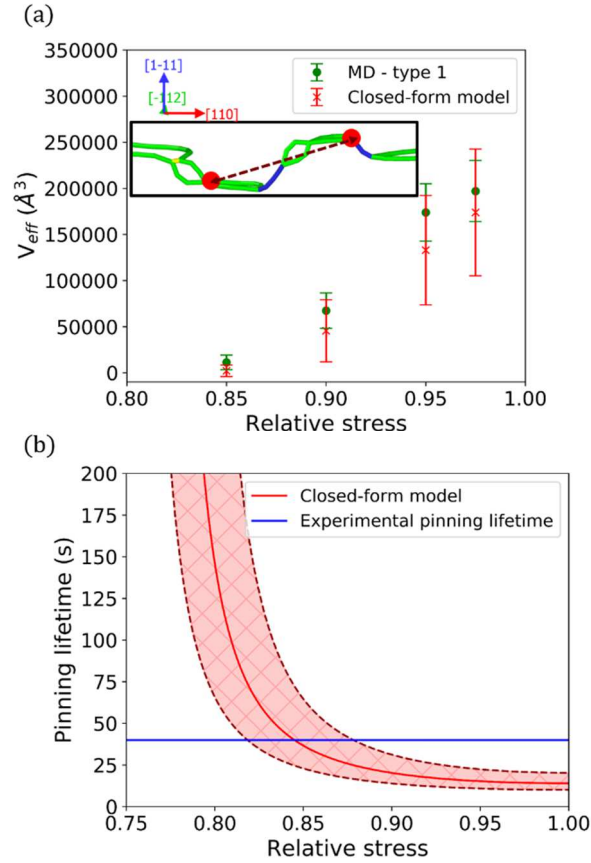 (a)
350000
300000
250000
200000
150000
100000
50000
0
V_eff (Å³)
[1-11]
[-112]
[110]
MD - type 1
Closed-form model
0.80 0.85 0.90 0.95 1.00
Relative stress
(b)
200
175
150
125
100
75
50
25
0
Pinning lifetime (s)
Closed-form model
Experimental pinning lifetime
0.75 0.80 0.85 0.90 0.95 1.00
Relative stress